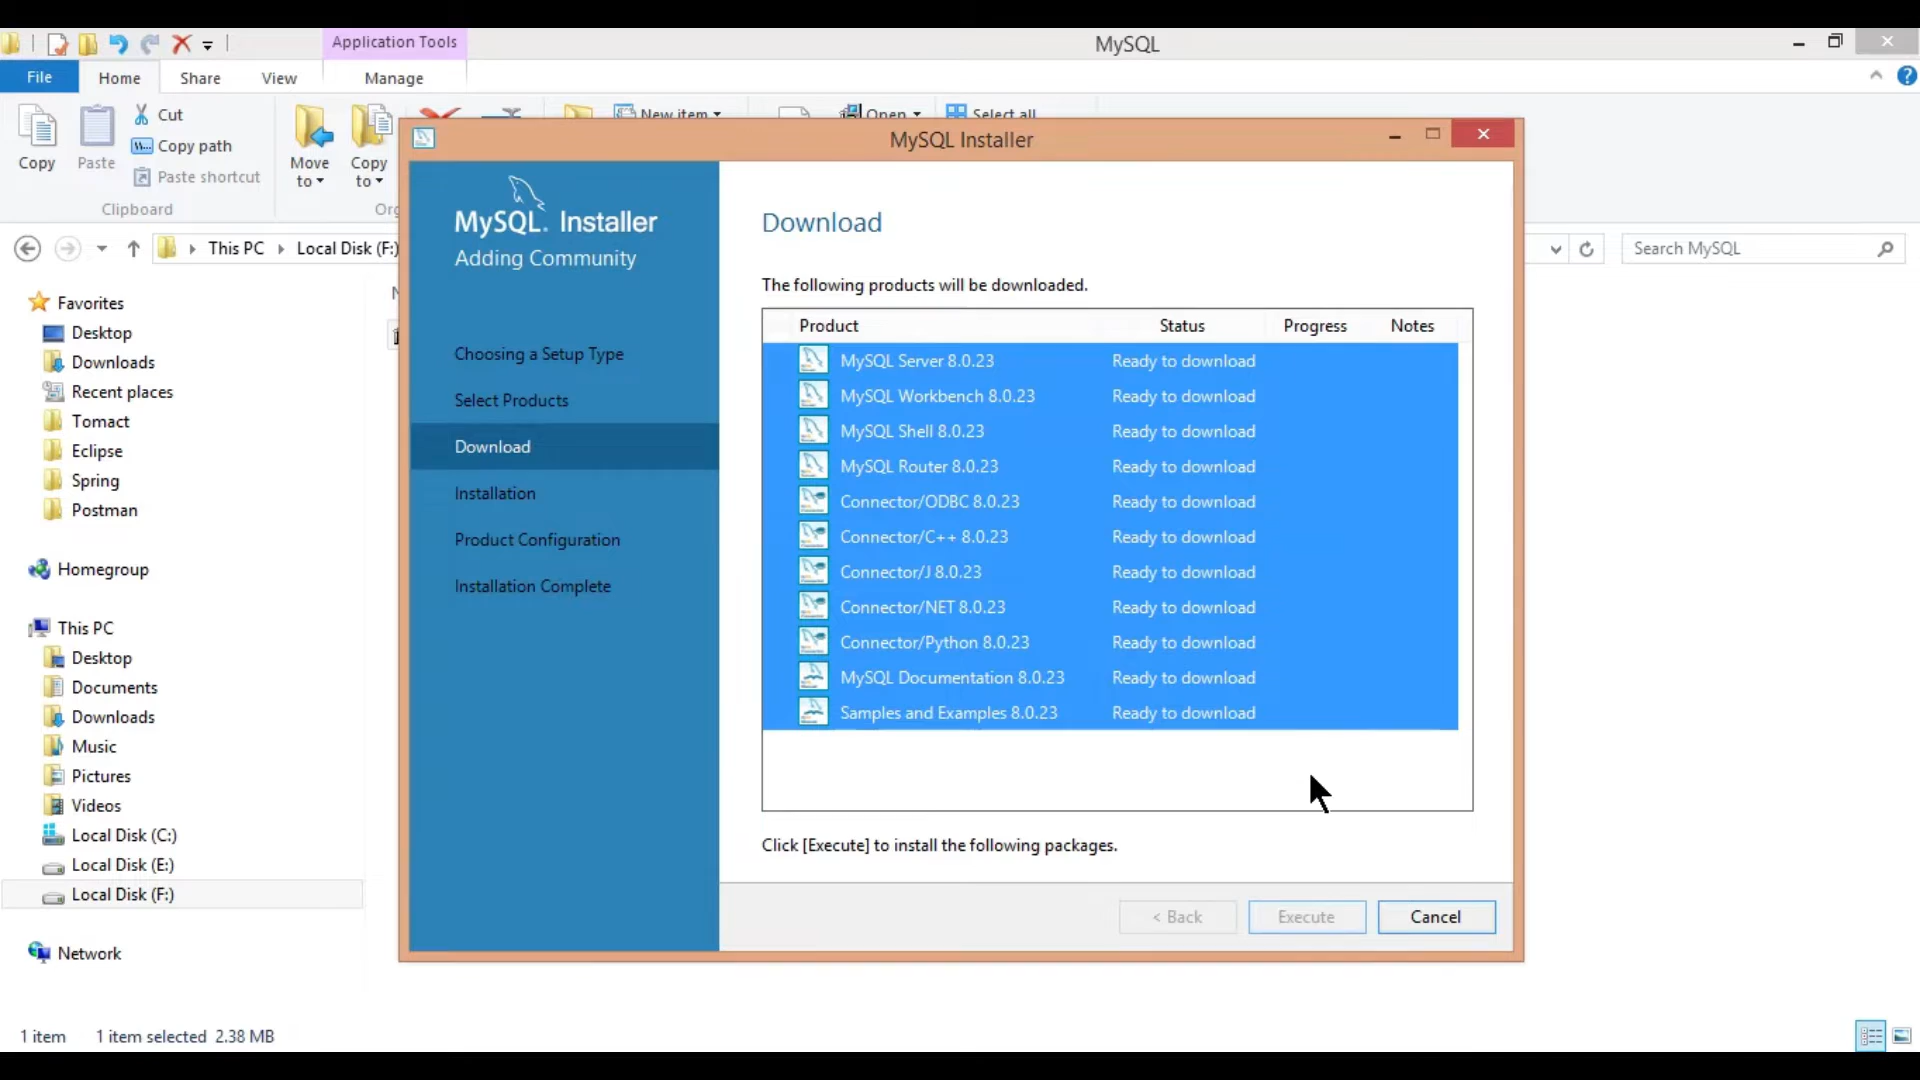 Application Tools
MySQL
File
Home
Share
View
Manage
Copy
Paste
Cut
Copy path
Paste shortcut
Clipboard
Move to
Copy to
New item
Open
Select all
This PC
Local Disk (F:)
Search MySQL
Favorites
Desktop
Downloads
Recent places
Tomact
Eclipse
Spring
Postman
Homegroup
This PC
Desktop
Documents
Downloads
Music
Pictures
Videos
Local Disk (C:)
Local Disk (E:)
Local Disk (F:)
Network
1 item
1 item selected 2.38 MB
MySQL Installer
MySQL. Installer
Adding Community
Choosing a Setup Type
Select Products
Download
Installation
Product Configuration
Installation Complete
Download
The following products will be downloaded.
Product Status Progress Notes
MySQL Server 8.0.23 Ready to download
MySQL Workbench 8.0.23 Ready to download
MySQL Shell 8.0.23 Ready to download
MySQL Router 8.0.23 Ready to download
Connector/ODBC 8.0.23 Ready to download
Connector/C++ 8.0.23 Ready to download
Connector/J 8.0.23 Ready to download
Connector/NET 8.0.23 Ready to download
Connector/Python 8.0.23 Ready to download
MySQL Documentation 8.0.23 Ready to download
Samples and Examples 8.0.23 Ready to download
Click [Execute] to install the following packages.
< Back
Execute
Cancel